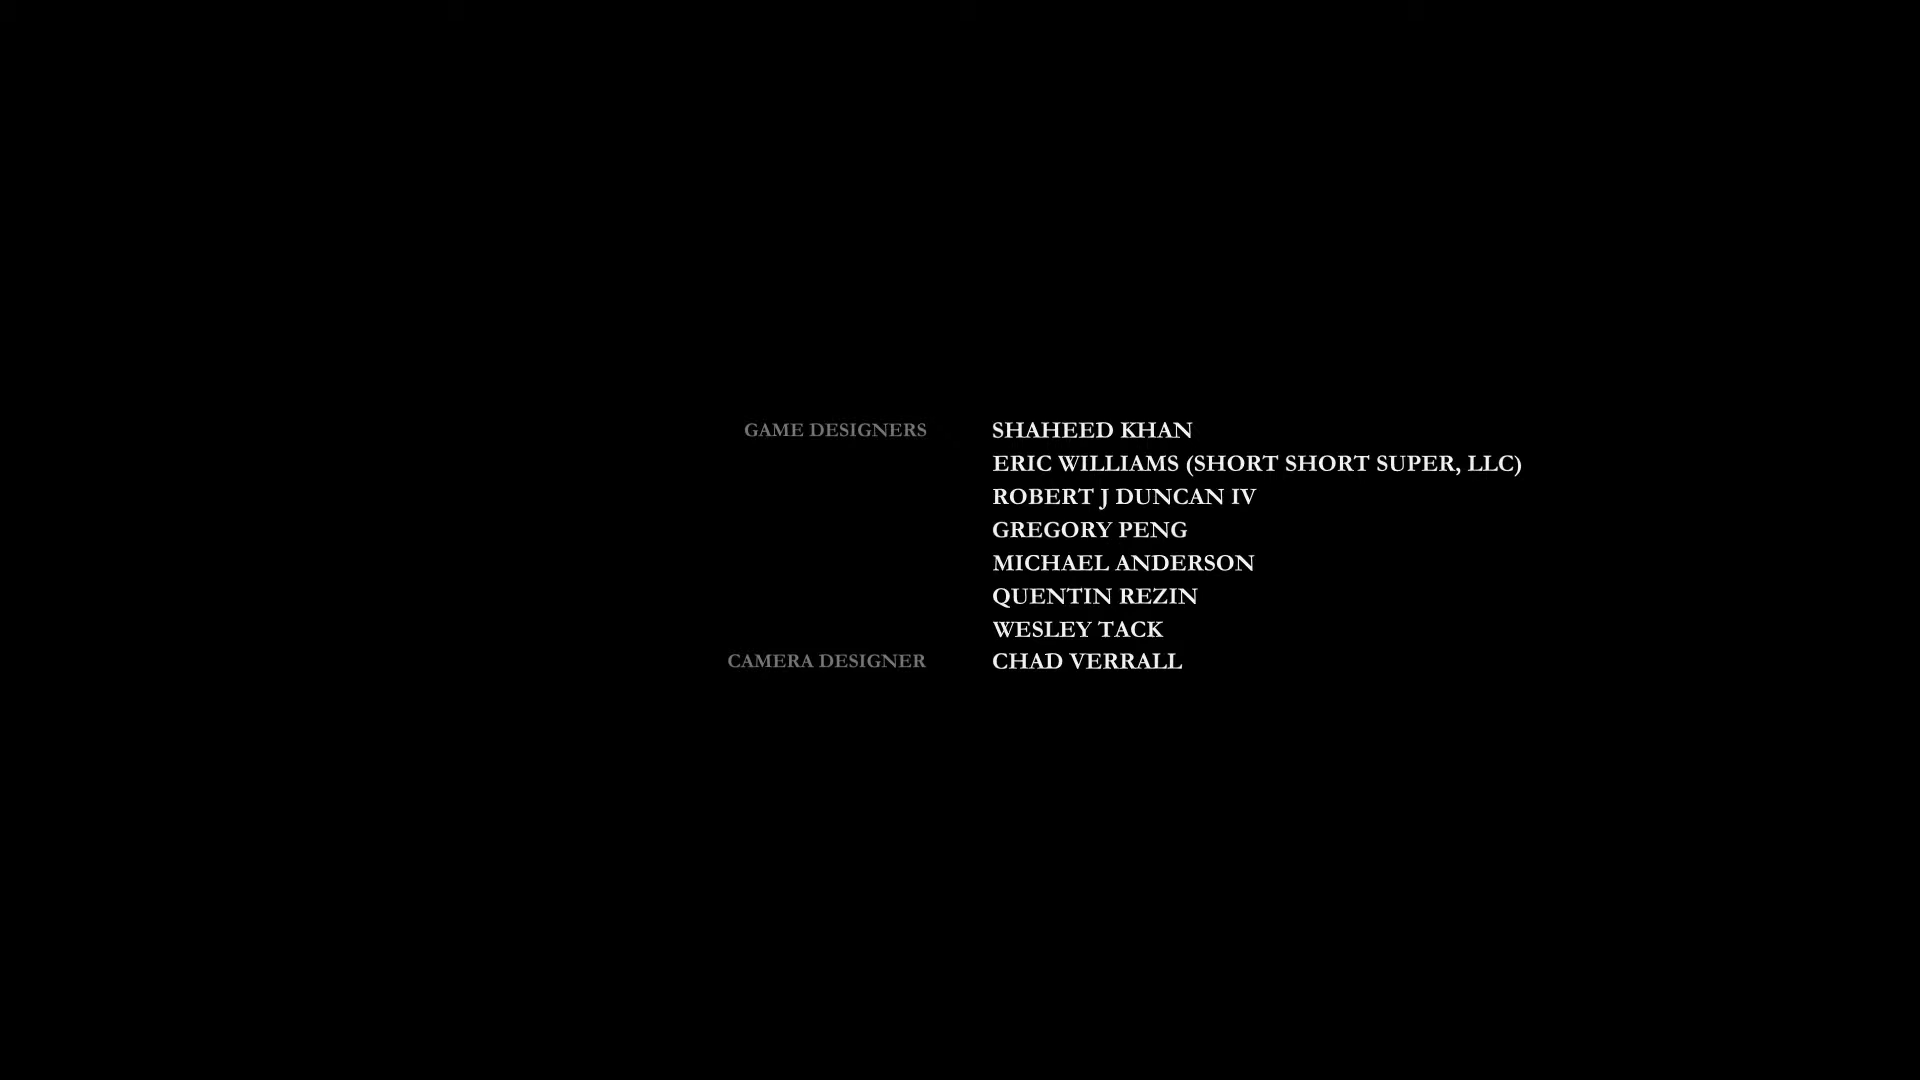 GAME DESIGNERS SHAHEED KHAN
ERIC WILLIAMS (SHORT SHORT SUPER, LLC)
ROBERT J DUNCAN IV
GREGORY PENG
MICHAEL ANDERSON
QUENTIN REZIN
WESLEY TACK
CAMERA DESIGNER CHAD VERRALL